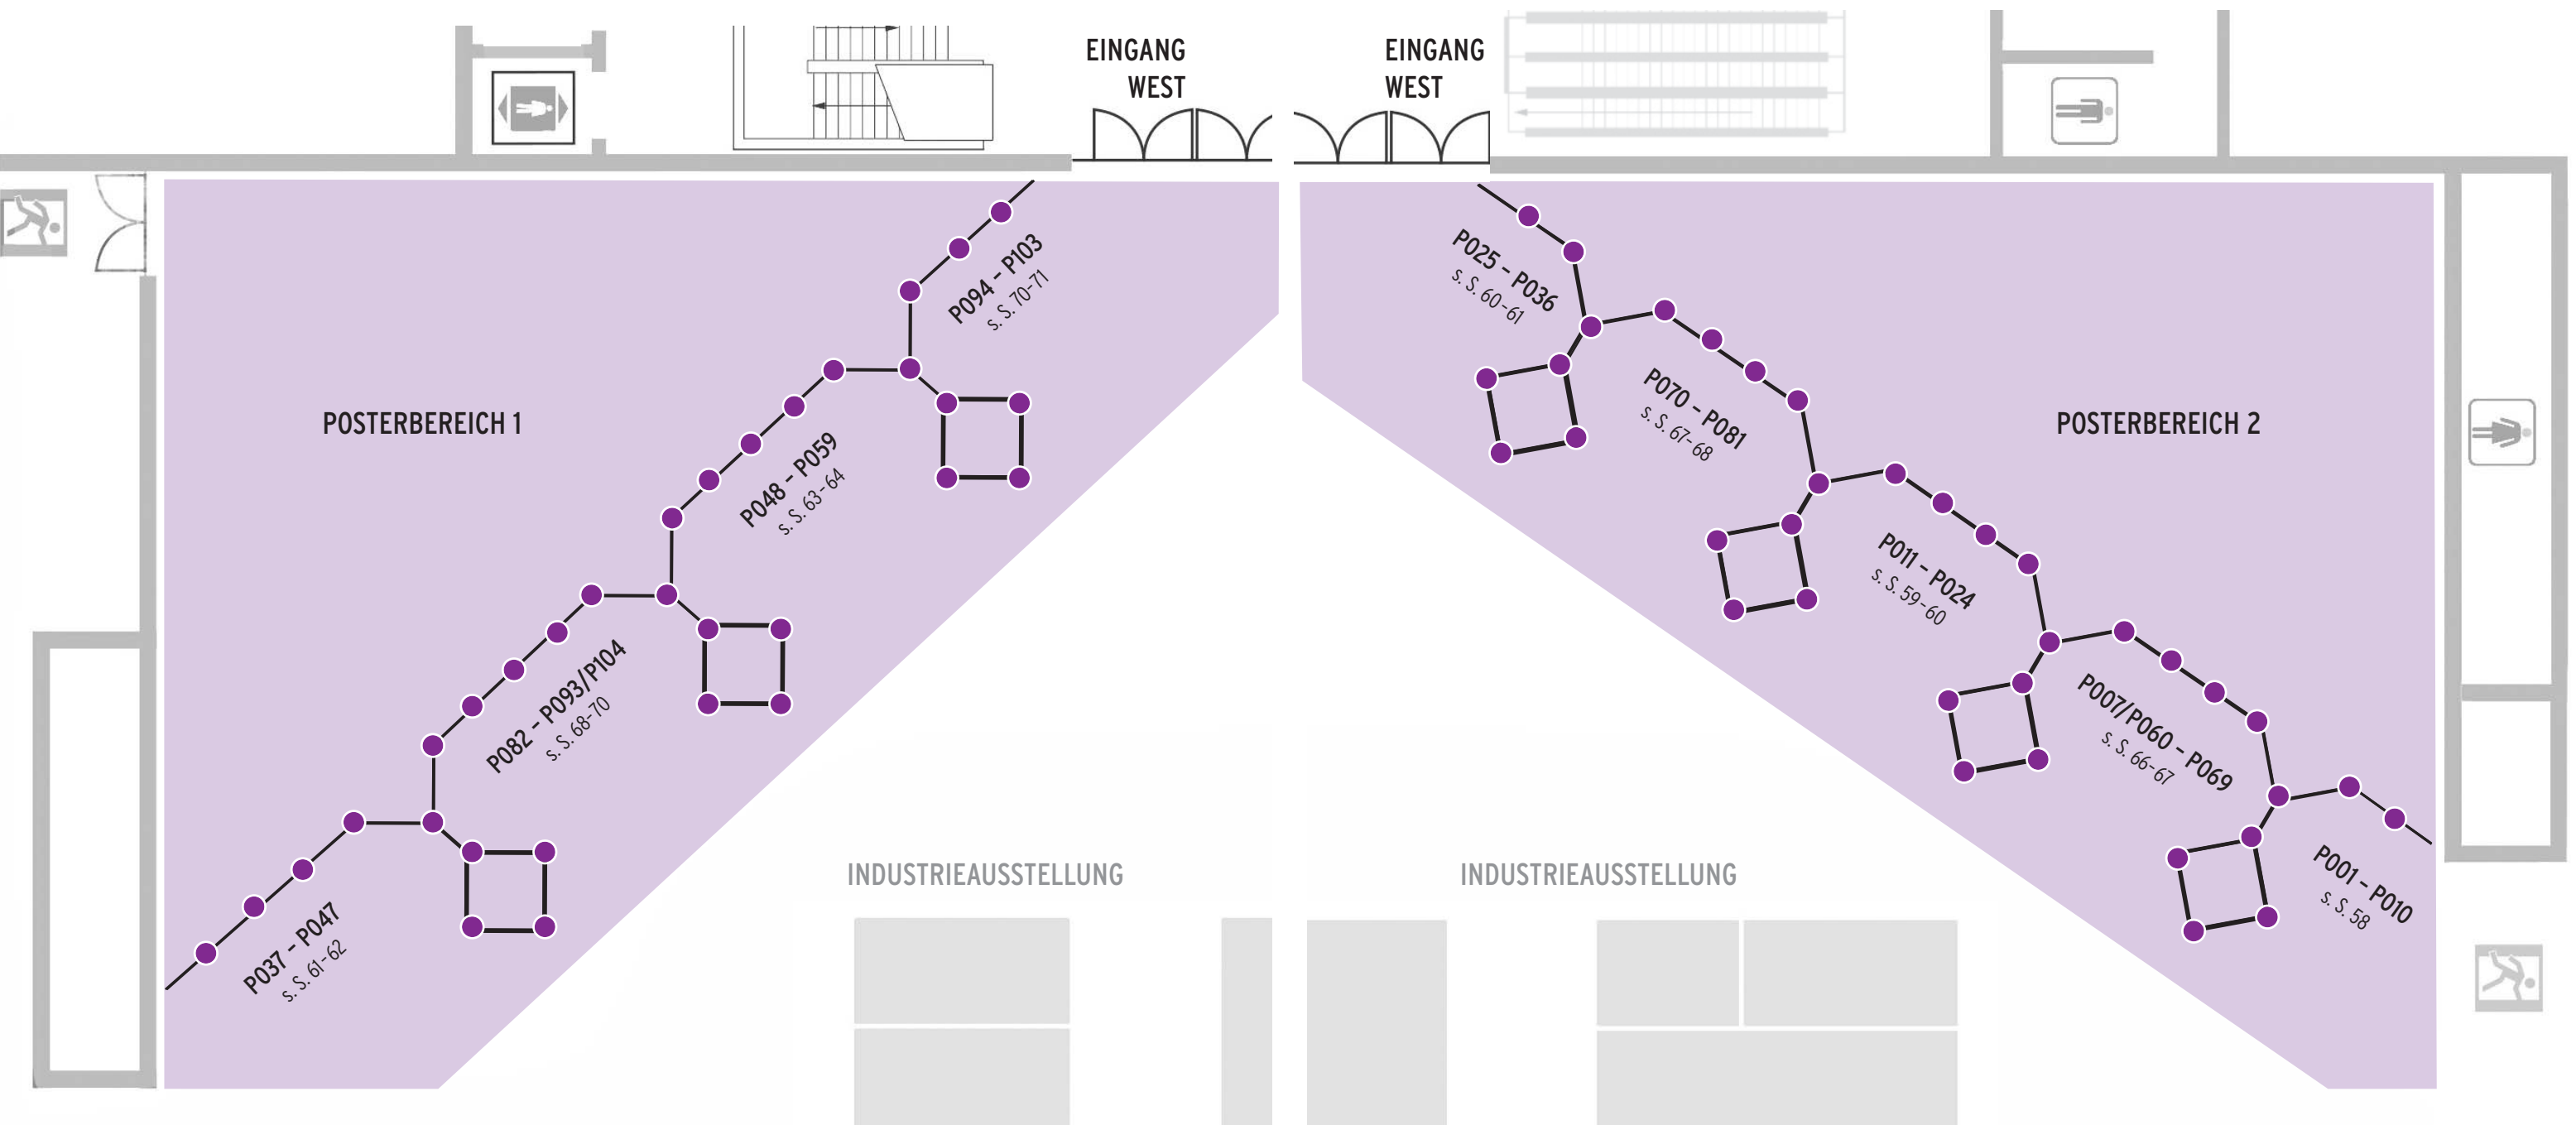 EINGANG
WEST
EINGANG
WEST
POSTERBEREICH 1
P094 – P103
s. S. 70-71
P048 – P059
s. S. 63-64
P082 – P093/P104
s. S. 68-70
P037 – P047
s. S. 61-62
POSTERBEREICH 2
P025 – P036
s. S. 60-61
P070 – P081
s. S. 67-68
P011 – P024
s. S. 59-60
P007/P060 – P069
s. S. 66-67
P001 – P010
s. S. 58
INDUSTRIEAUSSTELLUNG
INDUSTRIEAUSSTELLUNG